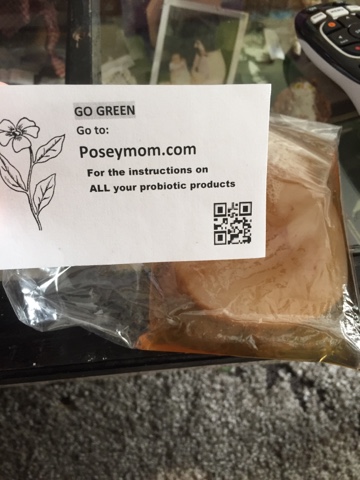 GO GREEN
Go to:
Poseymom.com
For the instructions on
ALL your probiotic products